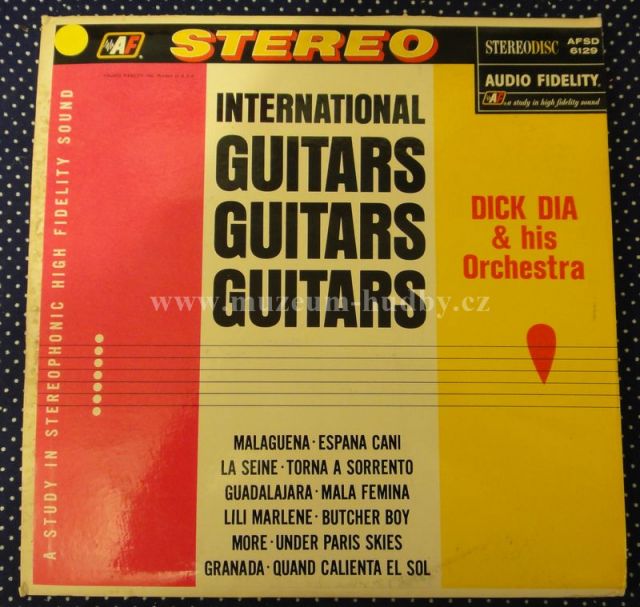 AF
STEREO
STEREODISC
AFSD
6129
AUDIO FIDELITY
AF ...a study in high fidelity sound
A STUDY IN STEREOPHONIC HIGH FIDELITY SOUND
INTERNATIONAL
GUITARS
GUITARS
GUITARS
DICK DIA
& his
Orchestra
www.muzeum-hudby.cz
MALAGUENA · ESPANA CANI
LA SEINE · TORNA A SORRENTO
GUADALAJARA · MALA FEMINA
LILI MARLENE · BUTCHER BOY
MORE · UNDER PARIS SKIES
GRANADA · QUAND CALIENTA EL SOL